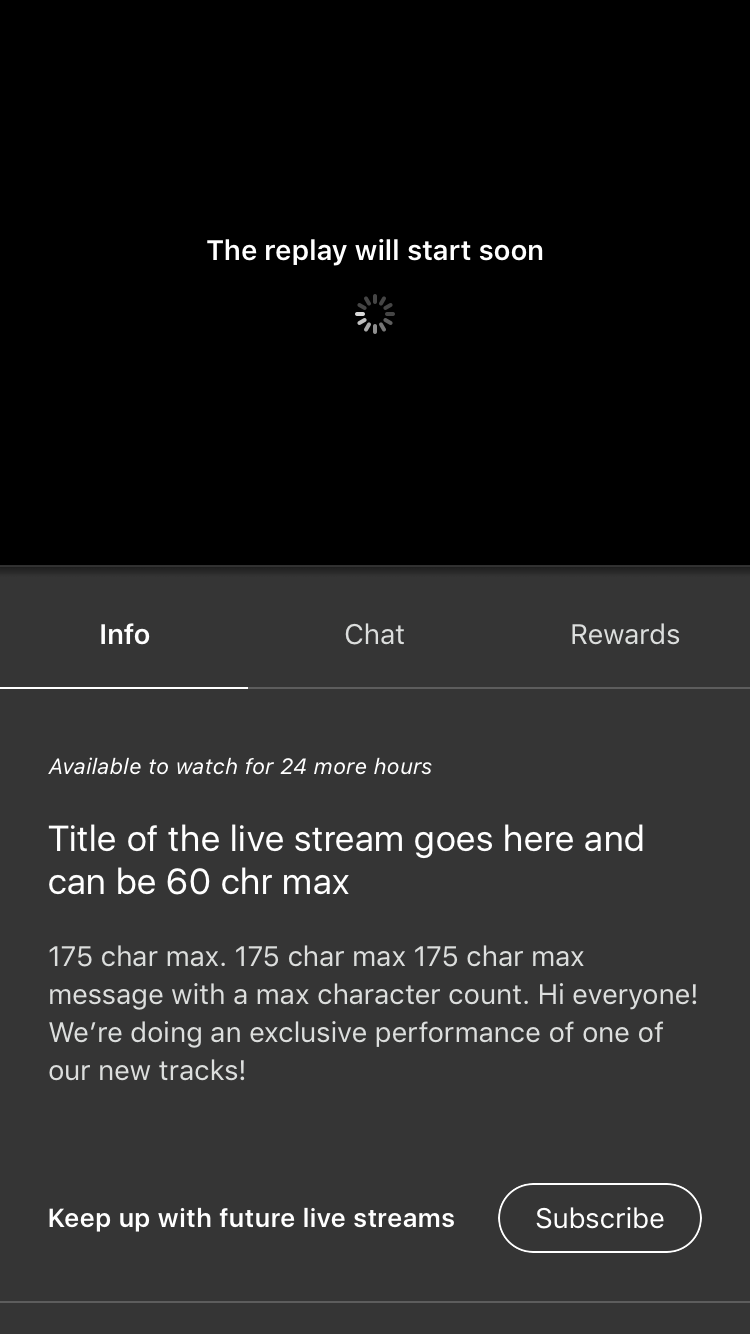 The replay will start soon
Info
Chat
Rewards
Available to watch for 24 more hours
Title of the live stream goes here and
can be 60 chr max
175 char max. 175 char max 175 char max
message with a max character count. Hi everyone!
We’re doing an exclusive performance of one of
our new tracks!
Keep up with future live streams
Subscribe